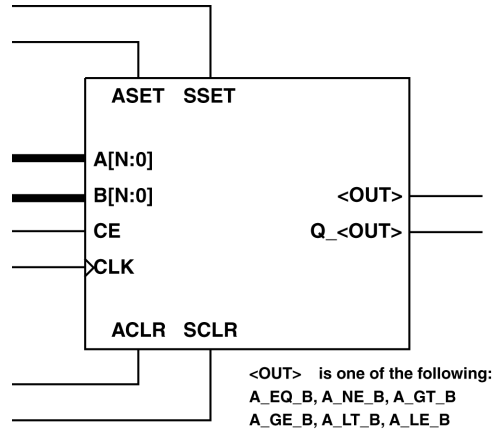 ASET SSET
A[N:0]
B[N:0]
<OUT>
CE
Q_<OUT>
CLK
ACLR SCLR
<OUT> is one of the following:
A_EQ_B, A_NE_B, A_GT_B
A_GE_B, A_LT_B, A_LE_B